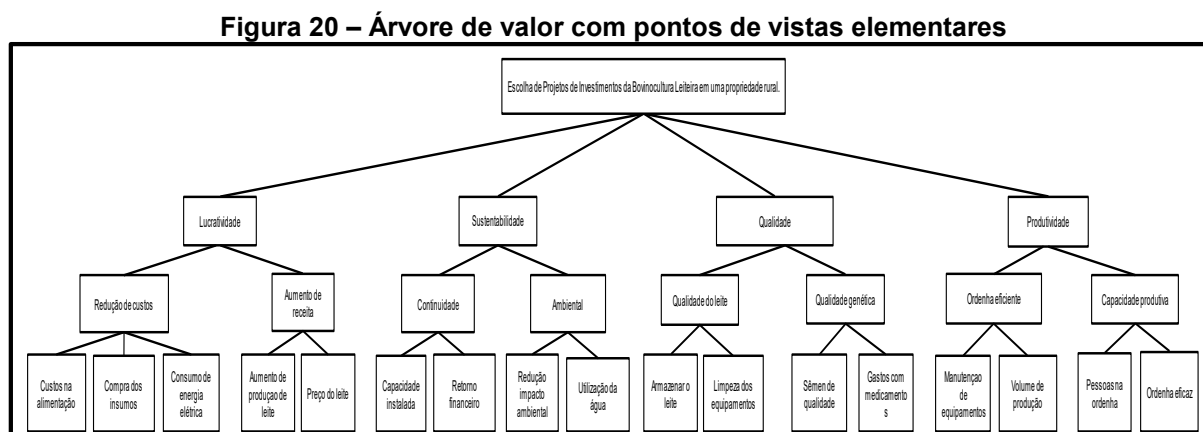 Figura 20 – Árvore de valor com pontos de vistas elementares
Escolha de Projetos de Investimentos da Bovinocultura Leiteira em uma propriedade rural.
Lucratividade
Sustentabilidade
Qualidade
Produtividade
Redução de custos
Aumento de
receita
Continuidade
Ambiental
Qualidade do leite
Qualidade genética
Ordenha eficiente
Capacidade produtiva
Custos na
alimentação
Compra dos
insumos
Consumo de
energia
elétrica
Aumento de
produçao de
leite
Preço do leite
Capacidade
instalada
Retorno
financeiro
Redução
impacto
ambiental
Utilização da
água
Armazenar o
leite
Limpeza dos
equipamentos
Sêmen de
qualidade
Gastos com
medicamento
s
Manutençao
de
equipamentos
Volume de
produção
Pessoas na
ordenha
Ordenha eficaz